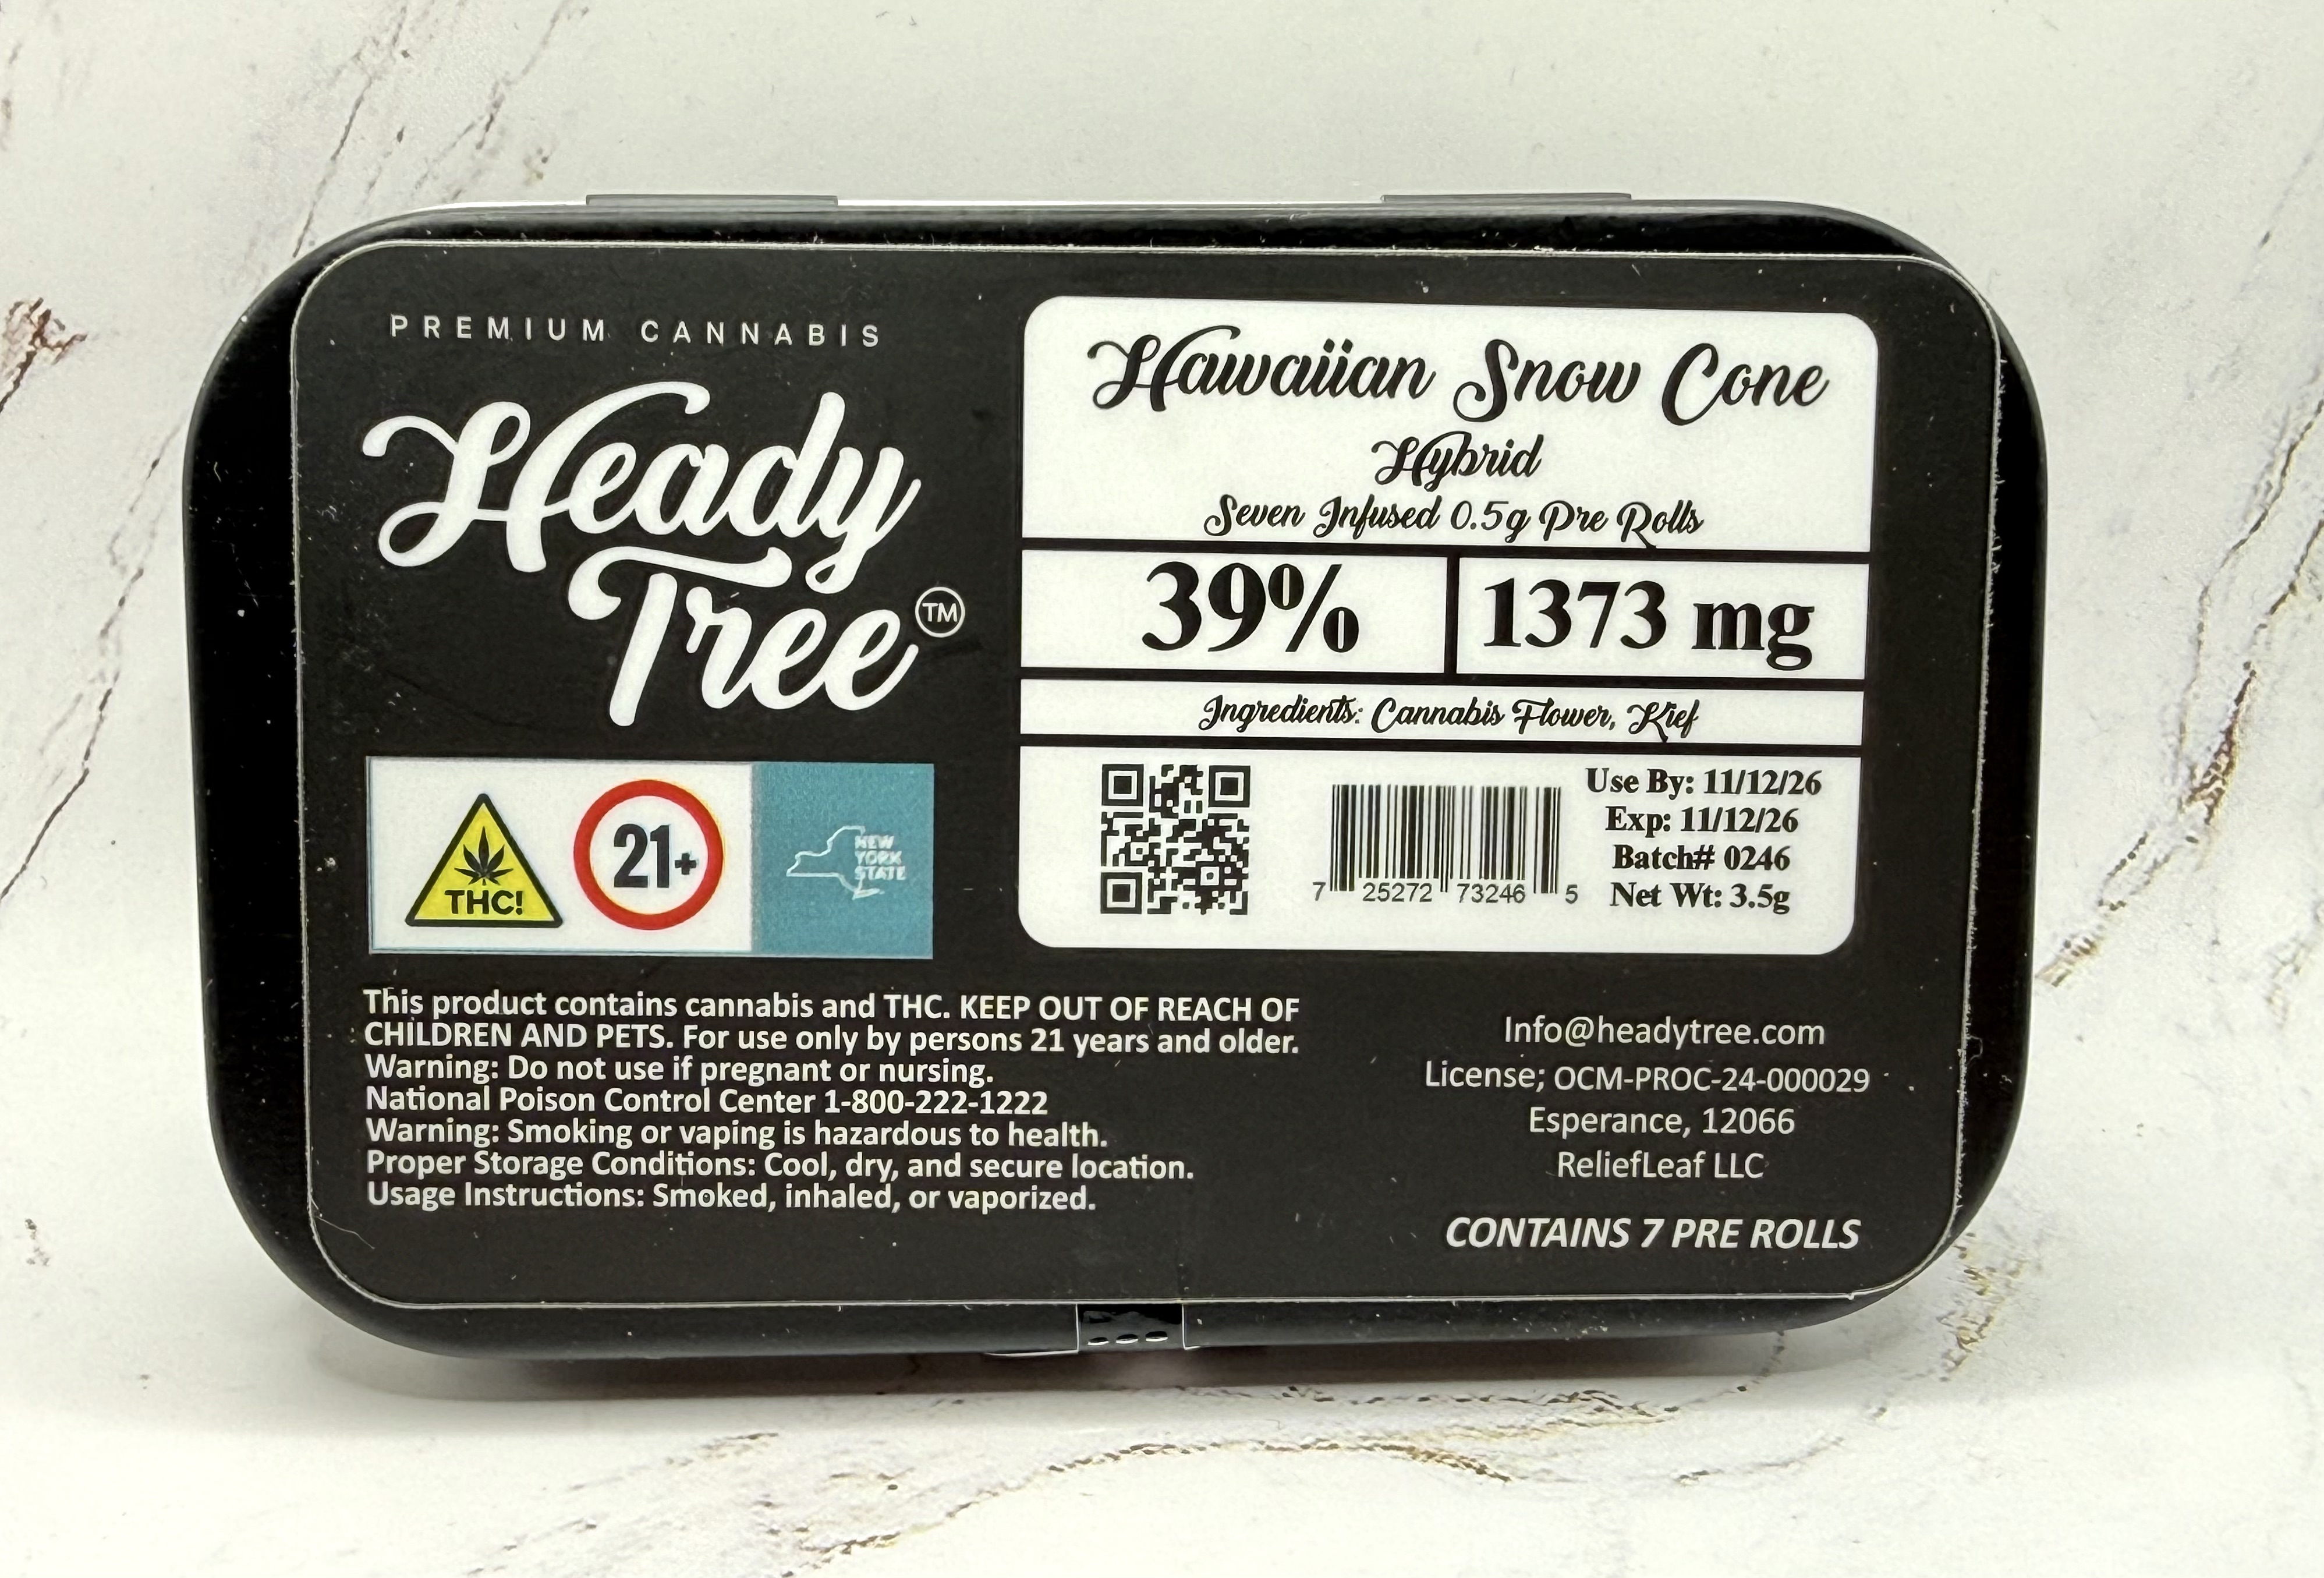 PREMIUM CANNABIS
Heady
Tree TM
THC!
21+
NEW
YORK
STATE
Hawaiian Snow Cone
Hybrid
Seven Infused 0.5g Pre Rolls
39%
1373 mg
Ingredients: Cannabis Flower, Kief
7 25272 73246 5
Use By: 11/12/26
Exp: 11/12/26
Batch# 0246
Net Wt: 3.5g
This product contains cannabis and THC. KEEP OUT OF REACH OF
CHILDREN AND PETS. For use only by persons 21 years and older.
Warning: Do not use if pregnant or nursing.
National Poison Control Center 1-800-222-1222
Warning: Smoking or vaping is hazardous to health.
Proper Storage Conditions: Cool, dry, and secure location.
Usage Instructions: Smoked, inhaled, or vaporized.
Info@headytree.com
License; OCM-PROC-24-000029
Esperance, 12066
ReliefLeaf LLC
CONTAINS 7 PRE ROLLS